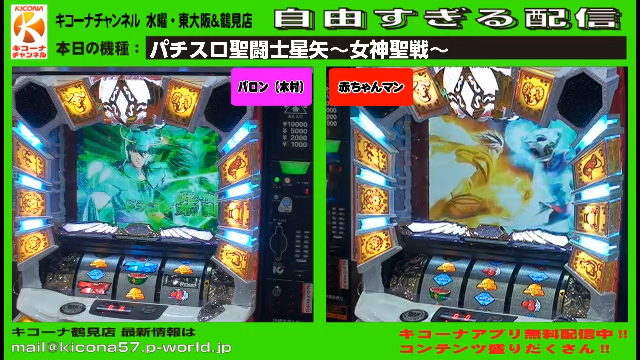 KICONA
キコーナ
チャンネル
キコーナチャンネル 水曜・東大阪&鶴見店
自由すぎる配信
本日の機種：
パチスロ聖闘士星矢～女神聖戦～
バロン（木村）
赤ちゃんマン
¥10000
5000
2000
1000
キコーナ鶴見店 最新情報は
mail@kicona57.p-world.jp
キコーナアプリ無料配信中!!
コンテンツ盛りだくさん!!